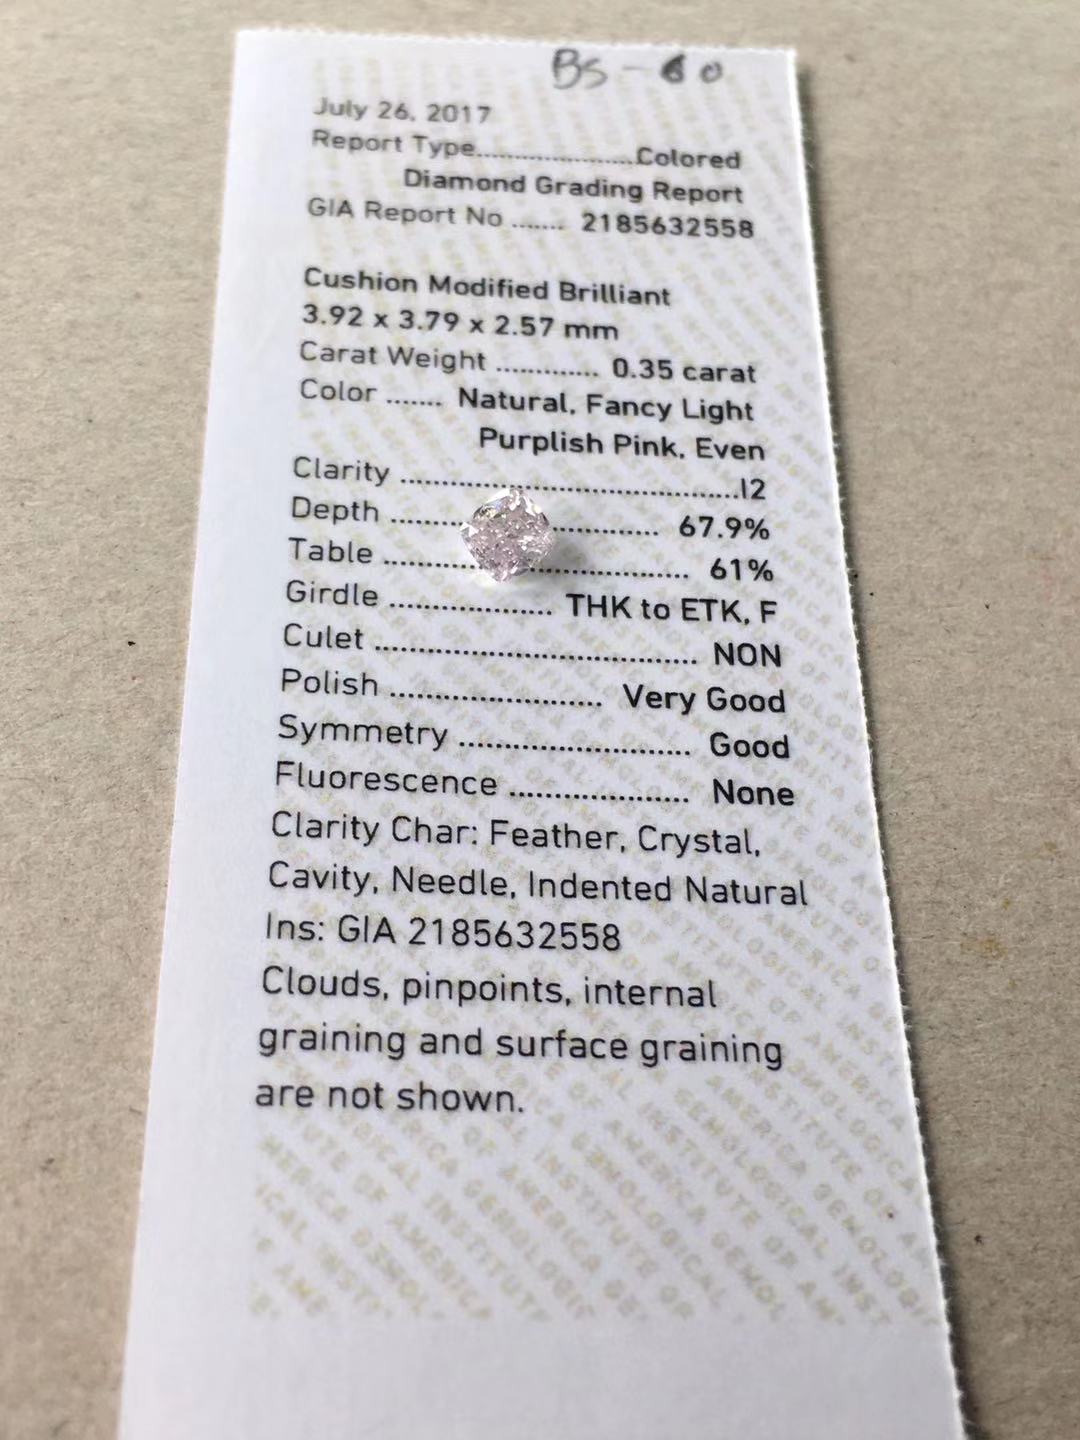 BS - 60
July 26, 2017
Report Type......................Colored
Diamond Grading Report
GIA Report No ....... 2185632558
Cushion Modified Brilliant
3.92 x 3.79 x 2.57 mm
Carat Weight ............. 0.35 carat
Color ....... Natural, Fancy Light
Purplish Pink, Even
Clarity ..........................................I2
Depth ................................ 67.9%
Table ................................... 61%
Girdle ................... THK to ETK, F
Culet ..................................... NON
Polish ........................ Very Good
Symmetry .......................... Good
Fluorescence .................... None
Clarity Char: Feather, Crystal,
Cavity, Needle, Indented Natural
Ins: GIA 2185632558
Clouds, pinpoints, internal
graining and surface graining
are not shown.